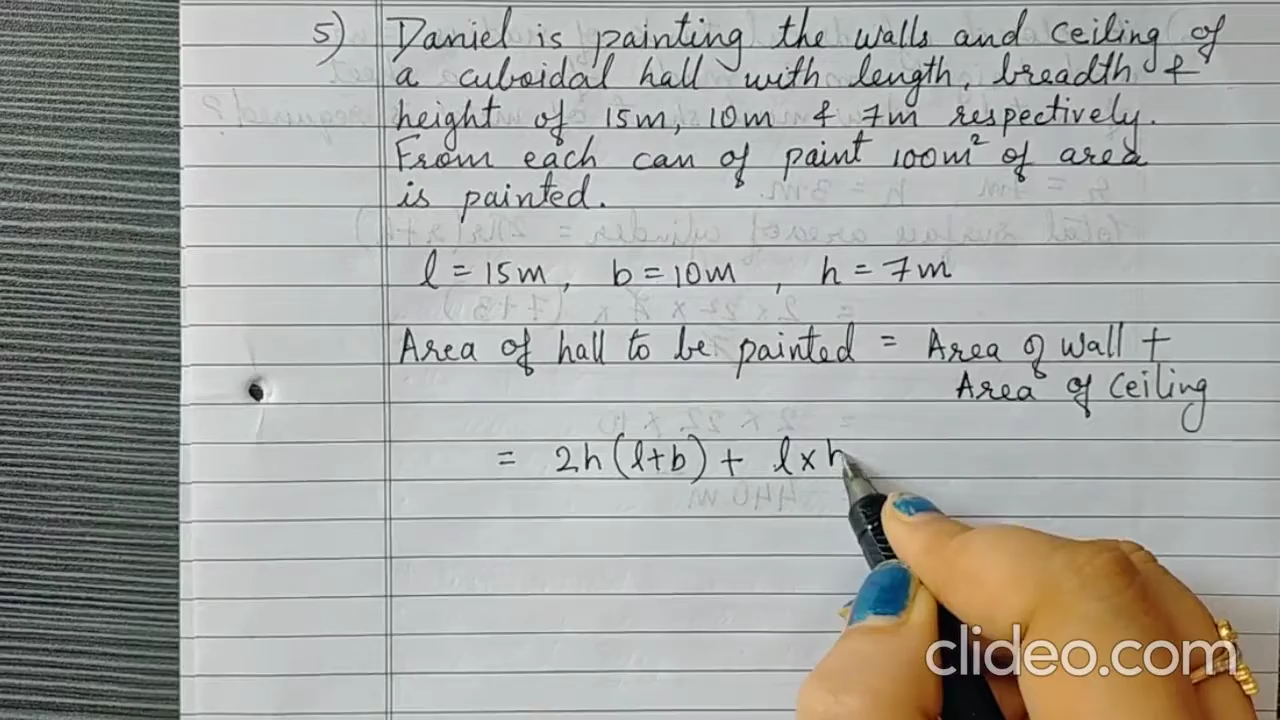 5) Daniel is painting the walls and ceiling of
a cuboidal hall with length, breadth &
height of 15m, 10m & 7m respectively.
From each can of paint 100m² of area
is painted.
l = 15m, b = 10m, h = 7m
Area of hall to be painted = Area of wall +
Area of ceiling
= 2h(l+b) + l×
clideo.com